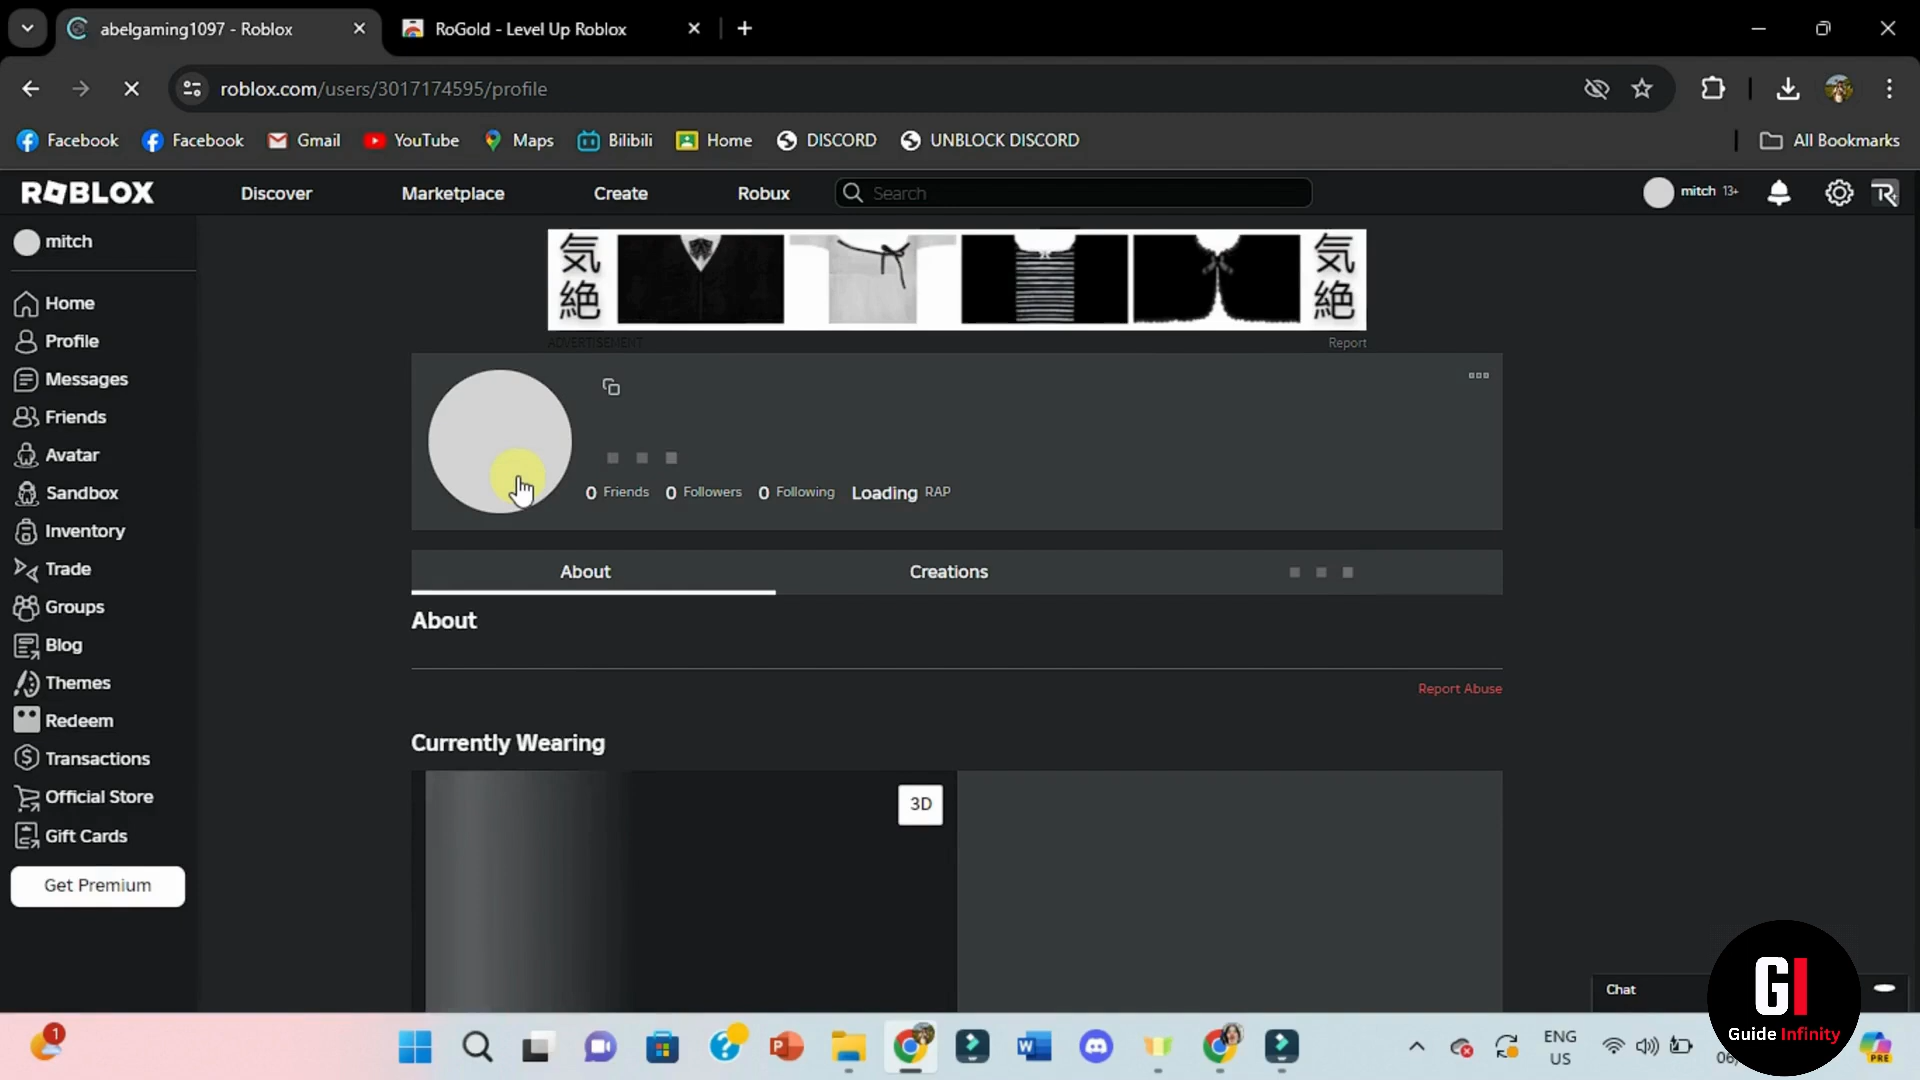 abelgaming1097 - Roblox
RoGold - Level Up Roblox
roblox.com/users/3017174595/profile
Facebook
Facebook
Gmail
YouTube
Maps
Bilibili
Home
DISCORD
UNBLOCK DISCORD
All Bookmarks
ROBLOX
Discover
Marketplace
Create
Robux
Search
mitch 13+
mitch
気絶
気絶
ADVERTISEMENT
Report
Home
Profile
Messages
Friends
Avatar
Sandbox
Inventory
Trade
Groups
Blog
Themes
Redeem
Transactions
Official Store
Gift Cards
Get Premium
0 Friends 0 Followers 0 Following Loading RAP
About
Creations
About
Report Abuse
Currently Wearing
3D
Chat
GI
Guide Infinity
1
ENG
US
06/
PRE